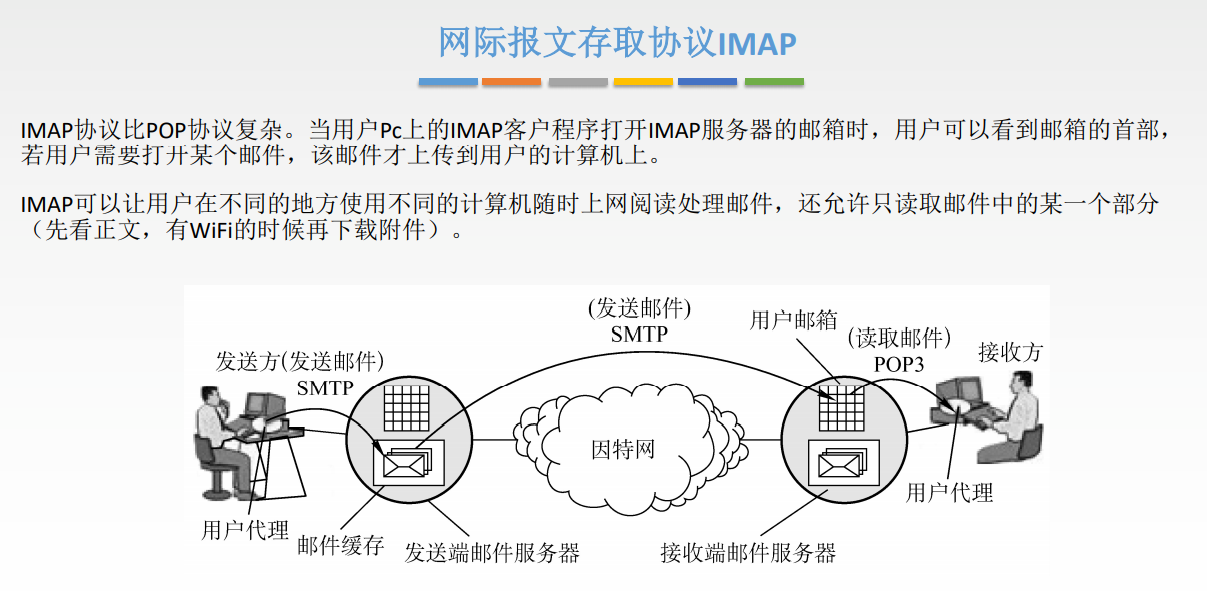 网际报文存取协议IMAP
IMAP协议比POP协议复杂。当用户Pc上的IMAP客户程序打开IMAP服务器的邮箱时，用户可以看到邮箱的首部，
若用户需要打开某个邮件，该邮件才上传到用户的计算机上。
IMAP可以让用户在不同的地方使用不同的计算机随时上网阅读处理邮件，还允许只读取邮件中的某一个部分
（先看正文，有WiFi的时候再下载附件）。
(发送邮件)
SMTP
用户邮箱
(读取邮件)
POP3
接收方
发送方(发送邮件)
SMTP
因特网
用户代理
用户代理
邮件缓存
发送端邮件服务器
接收端邮件服务器